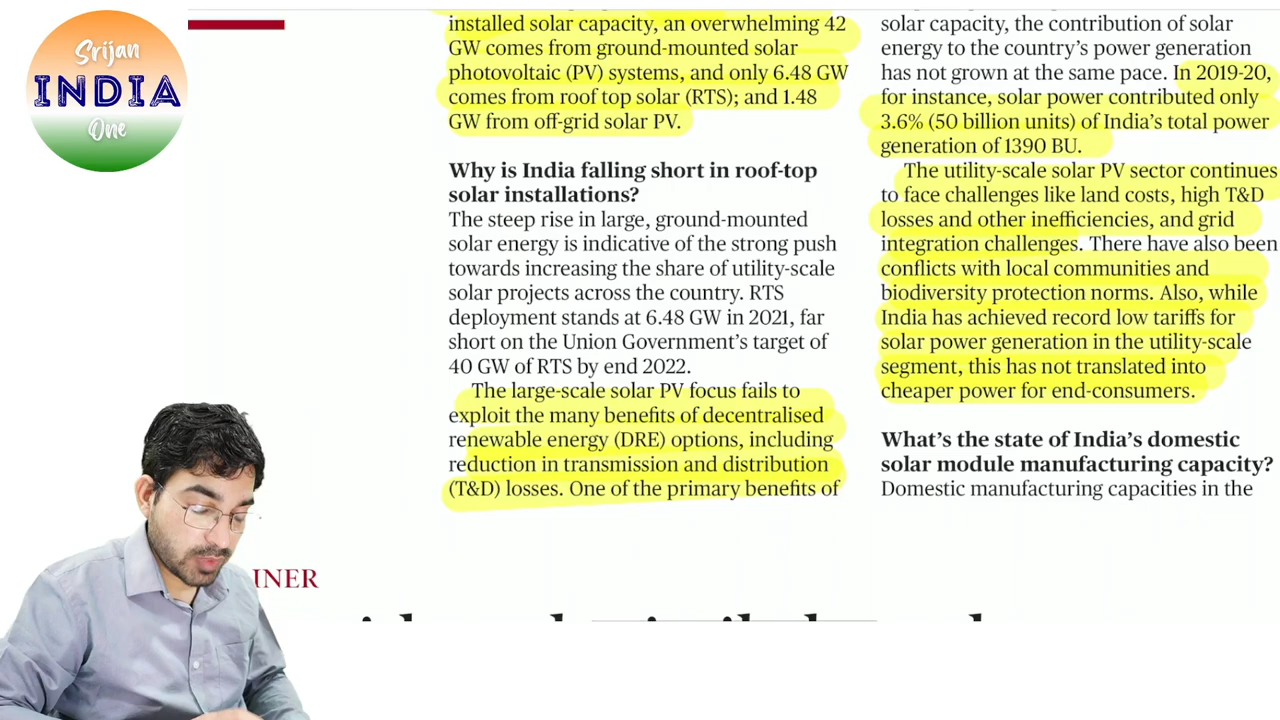 Srijan
INDIA
One
installed solar capacity, an overwhelming 42
GW comes from ground-mounted solar
photovoltaic (PV) systems, and only 6.48 GW
comes from roof top solar (RTS); and 1.48
GW from off-grid solar PV.
Why is India falling short in roof-top
solar installations?
The steep rise in large, ground-mounted
solar energy is indicative of the strong push
towards increasing the share of utility-scale
solar projects across the country. RTS
deployment stands at 6.48 GW in 2021, far
short on the Union Government's target of
40 GW of RTS by end 2022.
The large-scale solar PV focus fails to
exploit the many benefits of decentralised
renewable energy (DRE) options, including
reduction in transmission and distribution
(T&D) losses. One of the primary benefits of
solar capacity, the contribution of solar
energy to the country's power generation
has not grown at the same pace. In 2019-20,
for instance, solar power contributed only
3.6% (50 billion units) of India's total power
generation of 1390 BU.
The utility-scale solar PV sector continues
to face challenges like land costs, high T&D
losses and other inefficiencies, and grid
integration challenges. There have also been
conflicts with local communities and
biodiversity protection norms. Also, while
India has achieved record low tariffs for
solar power generation in the utility-scale
segment, this has not translated into
cheaper power for end-consumers.
What's the state of India's domestic
solar module manufacturing capacity?
Domestic manufacturing capacities in the
INER